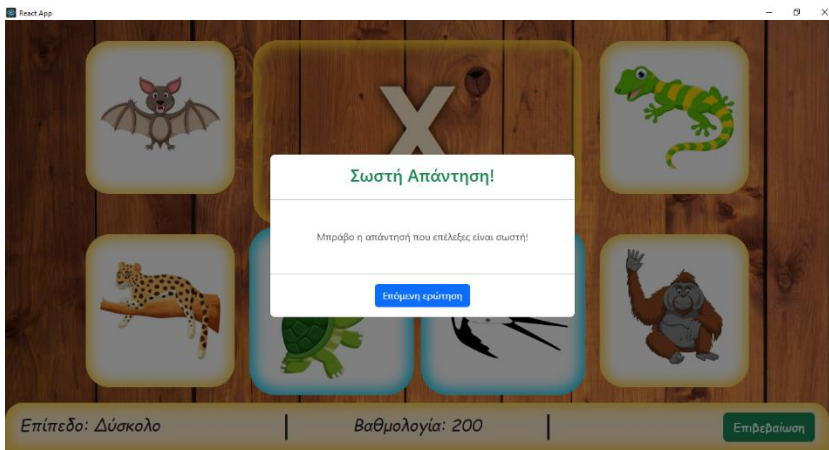 React App
Χ
Σωστή Απάντηση!
Μπράβο η απάντησή που επέλεξες είναι σωστή!
Επόμενη ερώτηση
Επίπεδο: Δύσκολο
Βαθμολογία: 200
Επιβεβαίωση